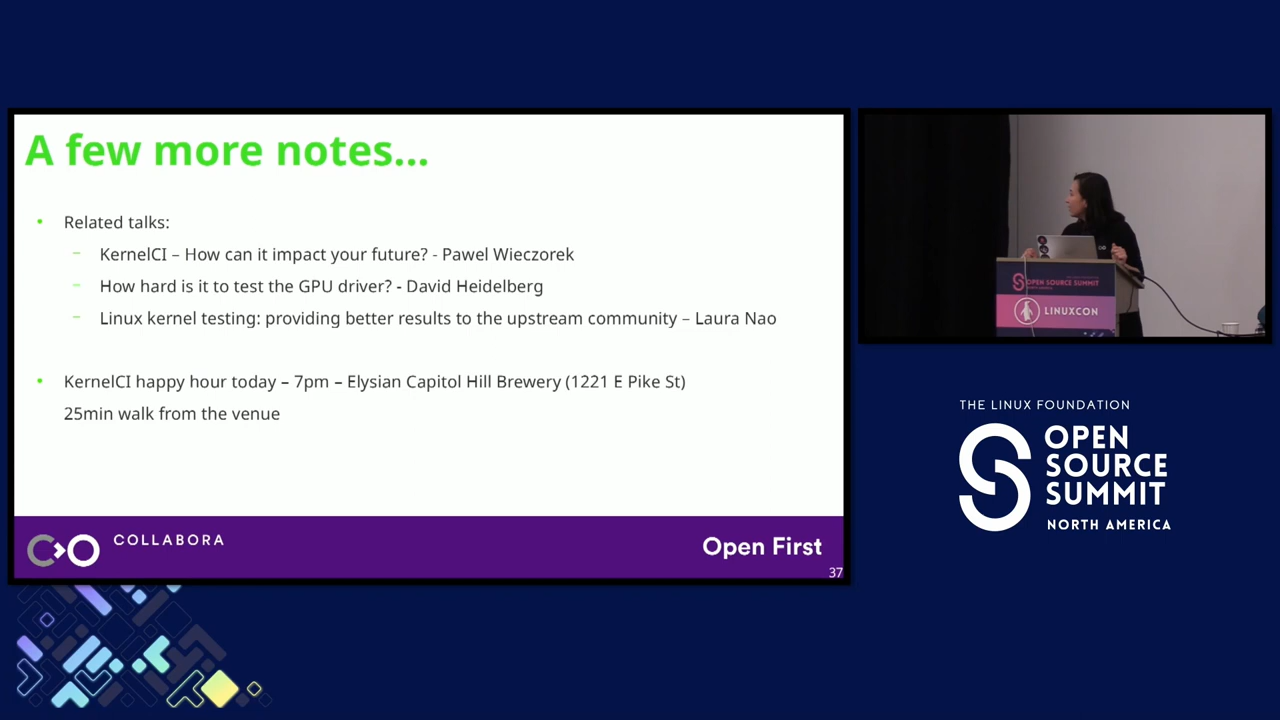 A few more notes...
• Related talks:
– KernelCI – How can it impact your future? - Pawel Wieczorek
– How hard is it to test the GPU driver? - David Heidelberg
– Linux kernel testing: providing better results to the upstream community – Laura Nao
• KernelCI happy hour today – 7pm – Elysian Capitol Hill Brewery (1221 E Pike St)
25min walk from the venue
COLLABORA
Open First
37
OPEN SOURCE SUMMIT
LINUXCON
THE LINUX FOUNDATION
OPEN
SOURCE
SUMMIT
NORTH AMERICA